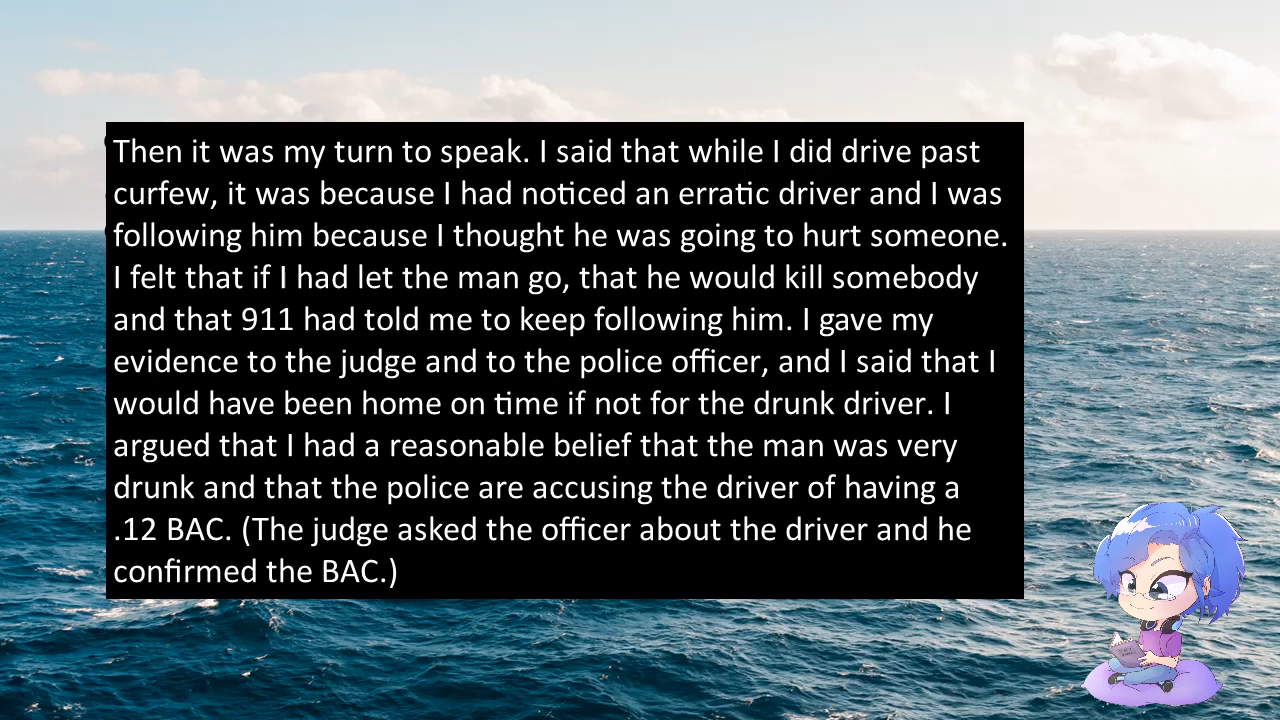 Then it was my turn to speak. I said that while I did drive past
curfew, it was because I had noticed an erratic driver and I was
following him because I thought he was going to hurt someone.
I felt that if I had let the man go, that he would kill somebody
and that 911 had told me to keep following him. I gave my
evidence to the judge and to the police officer, and I said that I
would have been home on time if not for the drunk driver. I
argued that I had a reasonable belief that the man was very
drunk and that the police are accusing the driver of having a
.12 BAC. (The judge asked the officer about the driver and he
confirmed the BAC.)